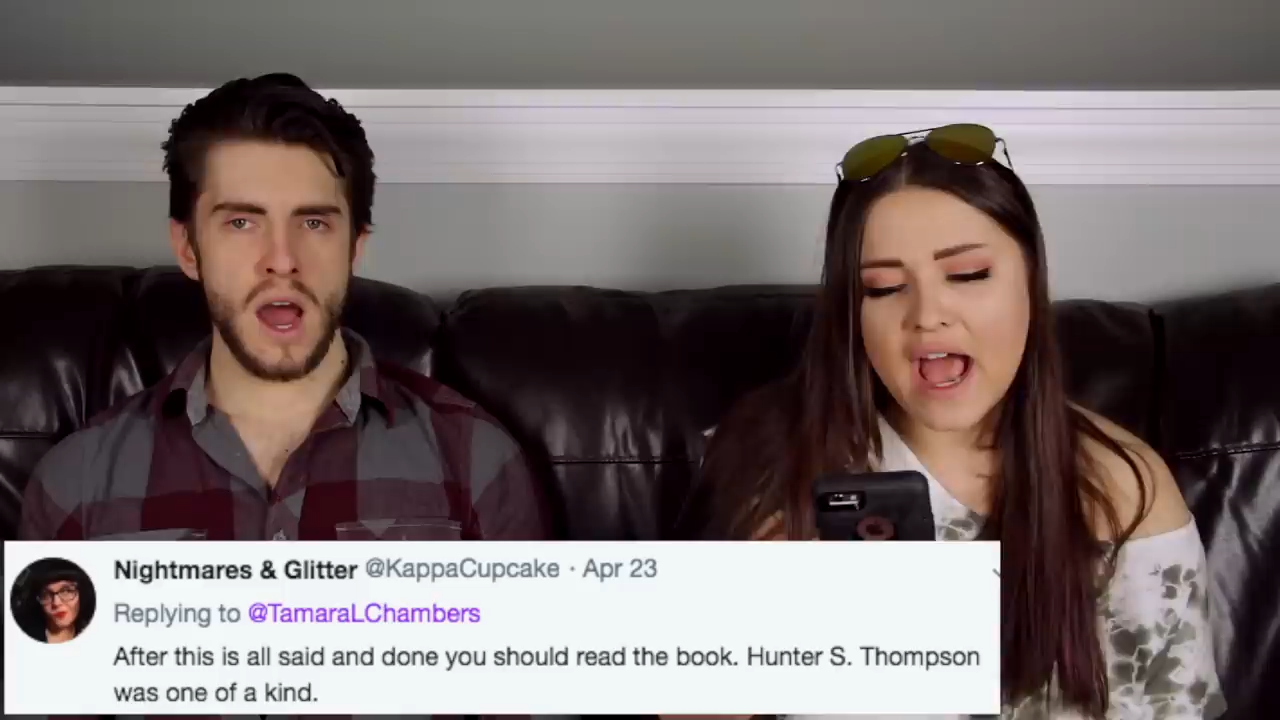 Nightmares & Glitter @KappaCupcake · Apr 23
Replying to @TamaraLChambers
After this is all said and done you should read the book. Hunter S. Thompson
was one of a kind.